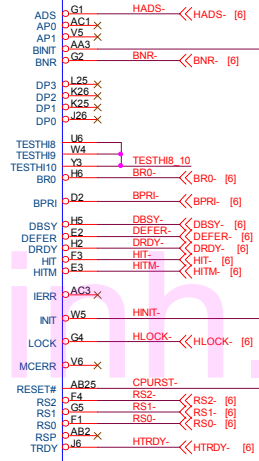 ADS G1 HADS- HADS- [6]
AP0 AC1
AP1 V5
BINIT AA3
BNR G2 BNR- BNR- [6]
DP3 L25
DP2 K26
DP1 K25
DP0 J26
TESTHI8 U6
TESTHI9 W4
TESTHI10 Y3 TESTHI8_10
BR0 H6 BR0- BR0- [6]
BPRI D2 BPRI- BPRI- [6]
DBSY H5 DBSY- DBSY- [6]
DEFER E2 DEFER- DEFER- [6]
DRDY H2 DRDY- DRDY- [6]
HIT F3 HIT- HIT- [6]
HITM E3 HITM- HITM- [6]
IERR AC3
INIT W5 HINIT-
LOCK G4 HLOCK- HLOCK- [6]
MCERR V6
RESET# AB25 CPURST-
RS2 F4 RS2- RS2- [6]
RS1 G5 RS1- RS1- [6]
RS0 F1 RS0- RS0- [6]
RSP AB2
TRDY J6 HTRDY- HTRDY- [6]
inh.